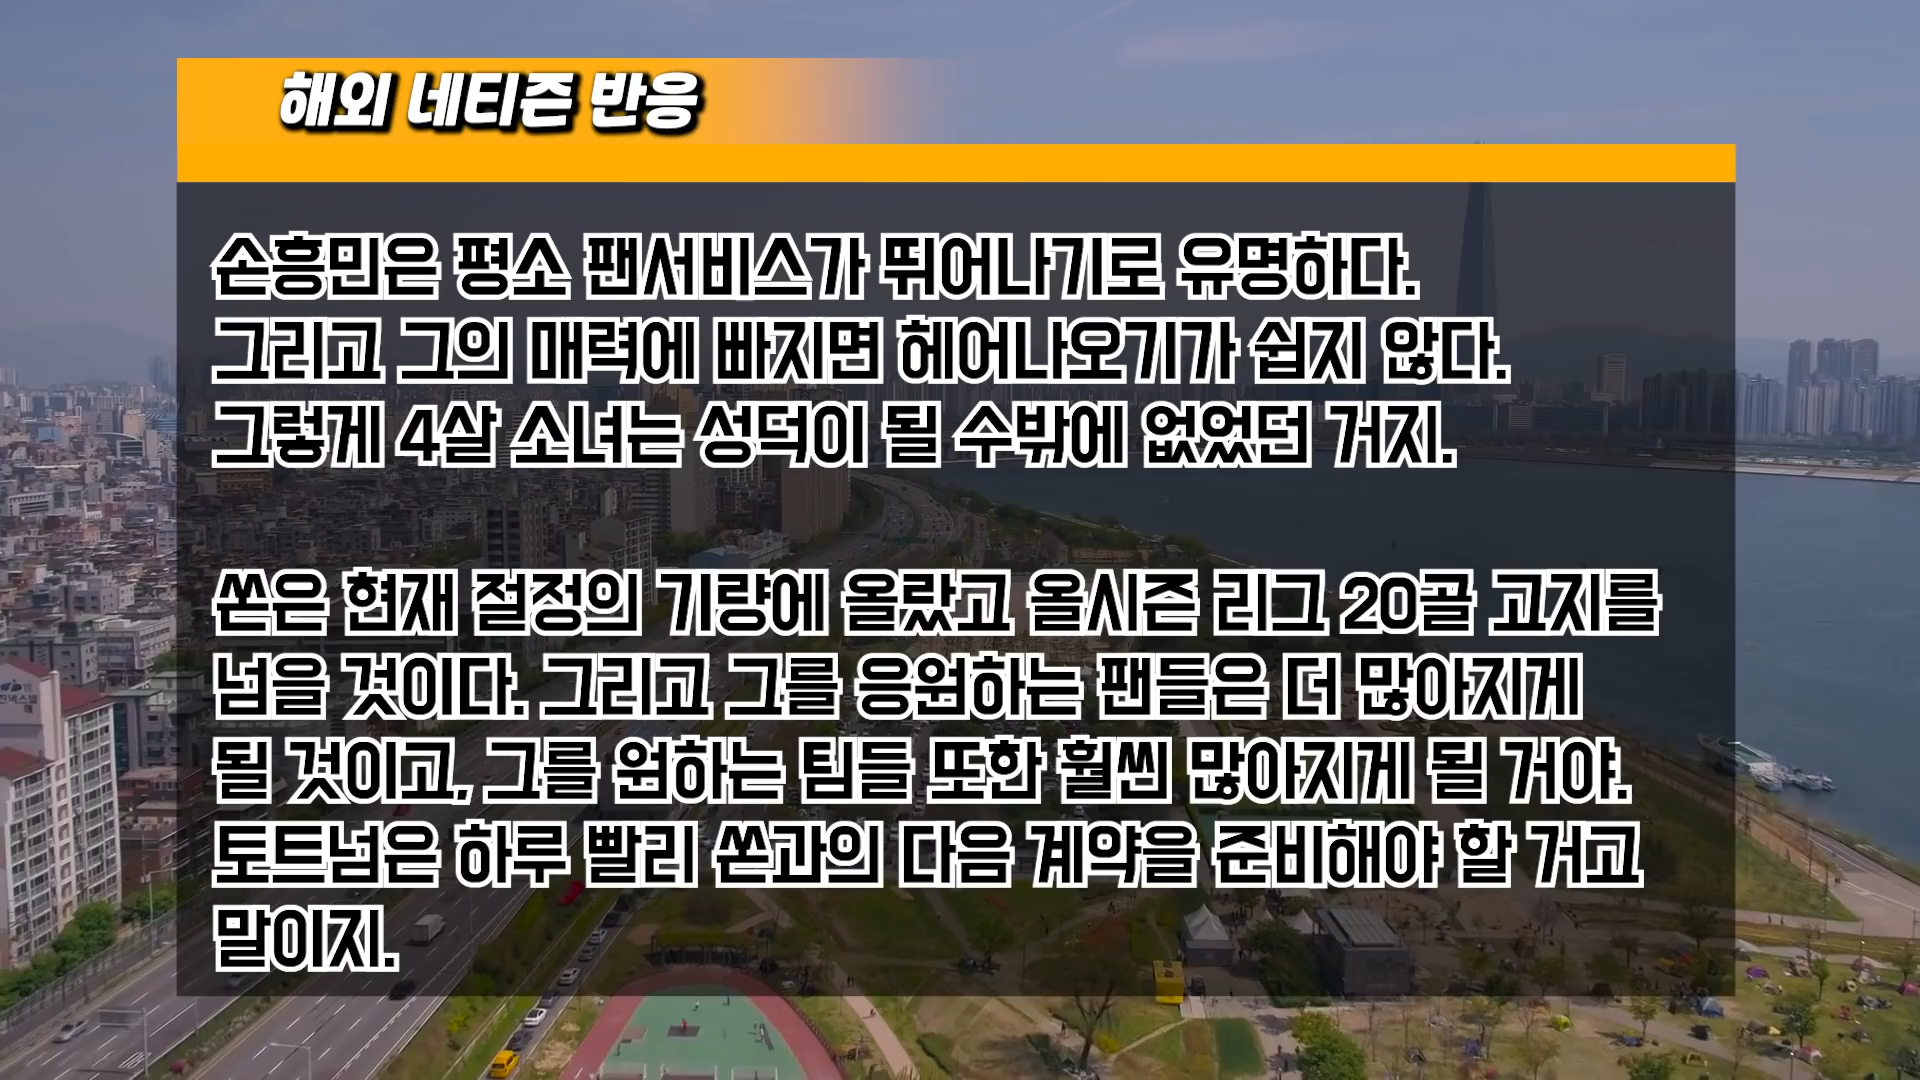 해외 네티즌 반응
손흥민은 평소 팬서비스가 뛰어나기로 유명하다.
그리고 그의 매력에 빠지면 헤어나오기가 쉽지 않다.
그렇게 4살 소녀는 성덕이 될 수밖에 없었던 거지.
쏜은 현재 절정의 기량에 올랐고 올시즌 리그 20골 고지를
넘을 것이다. 그리고 그를 응원하는 팬들은 더 많아지게
될 것이고, 그를 원하는 팀들 또한 훨씬 많아지게 될 거야.
토트넘은 하루 빨리 쏜과의 다음 계약을 준비해야 할 거고
말이지.